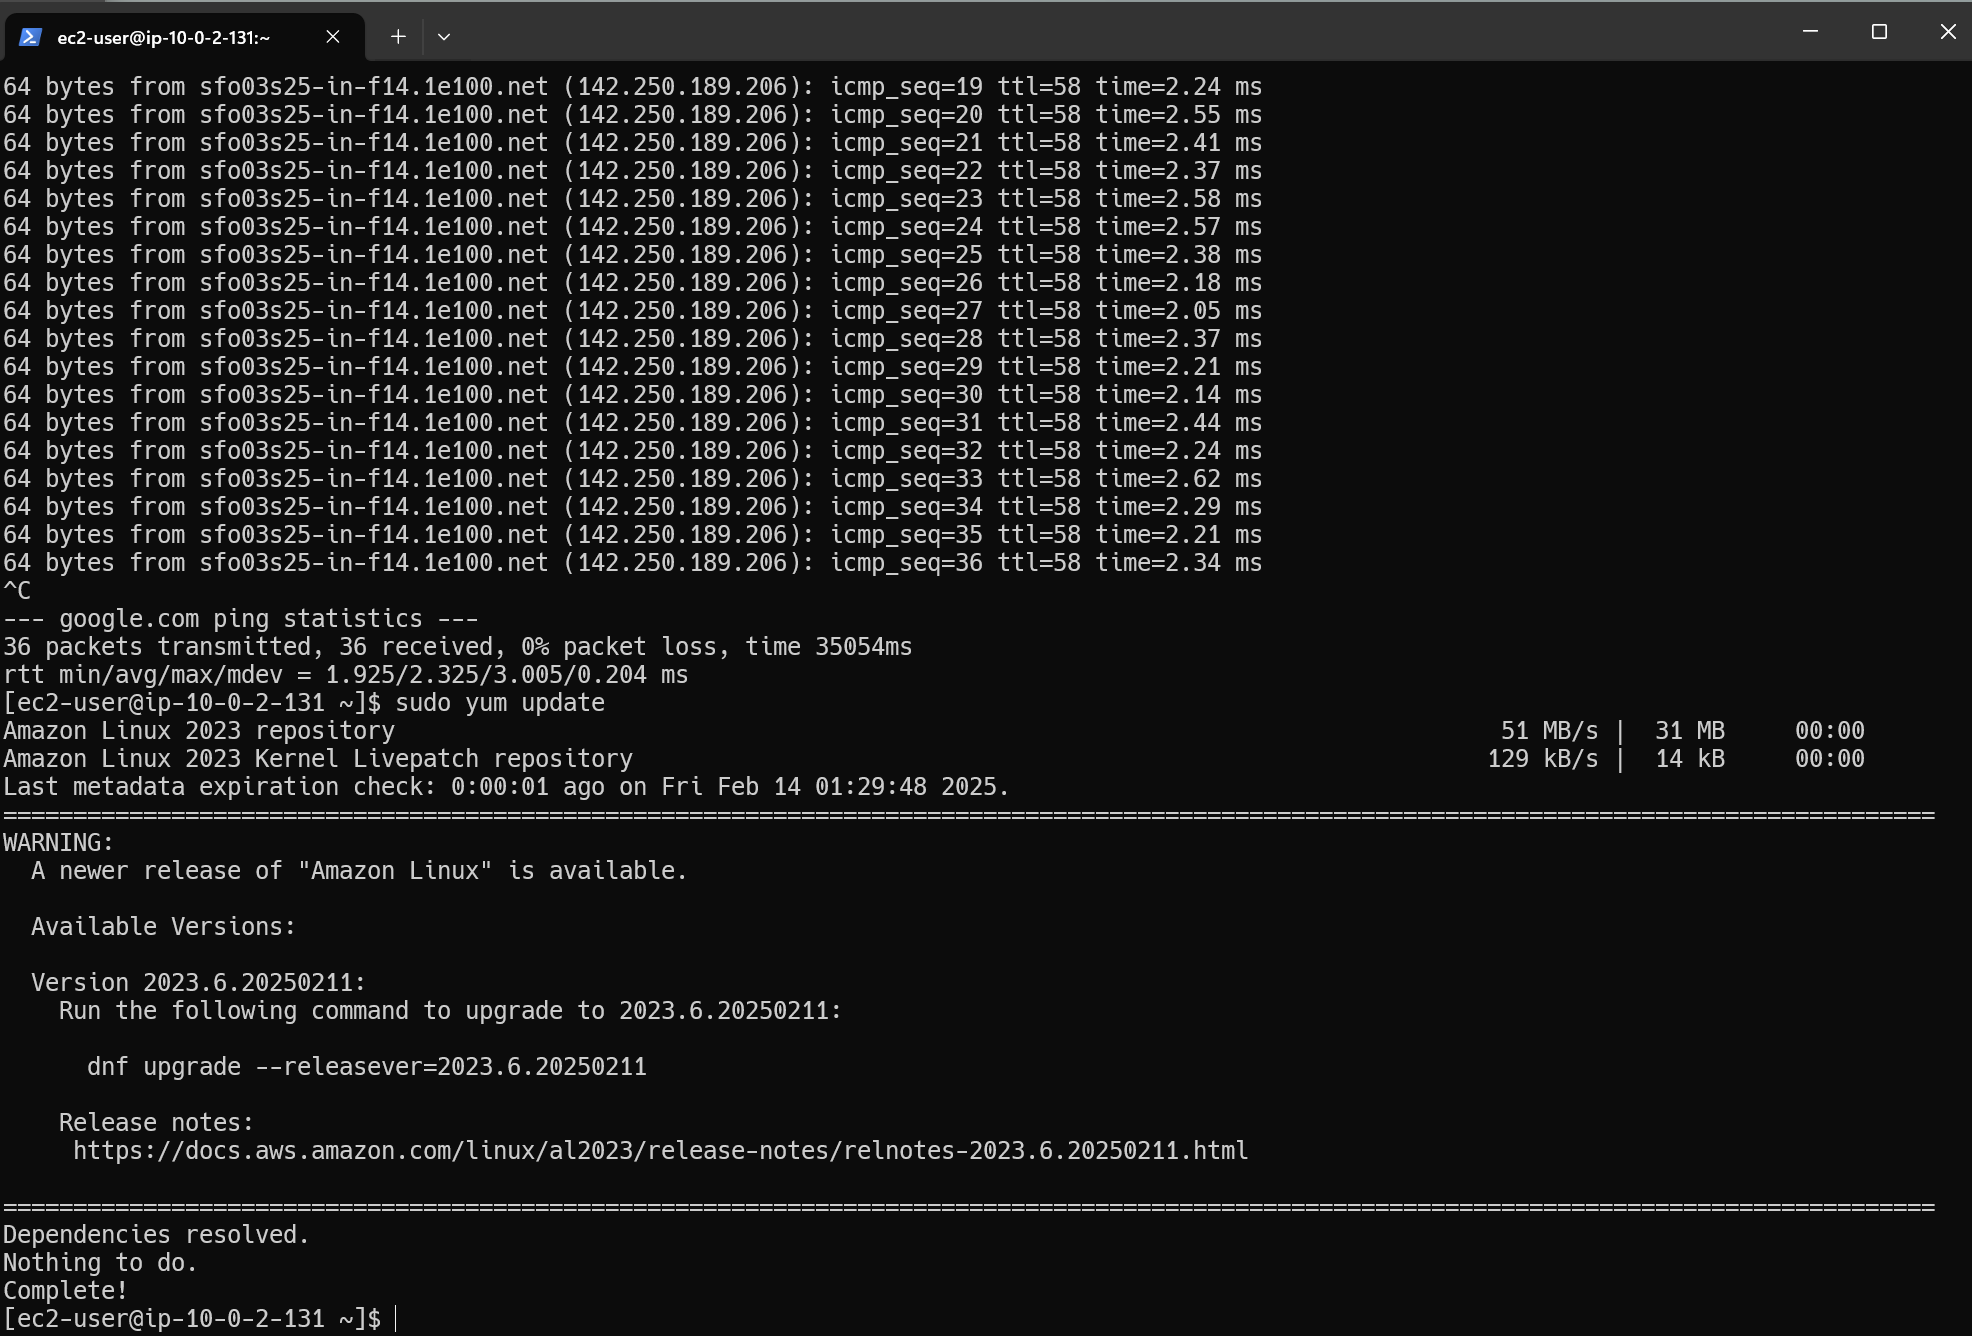 ec2-user@ip-10-0-2-131:~
64 bytes from sfo03s25-in-f14.1e100.net (142.250.189.206): icmp_seq=19 ttl=58 time=2.24 ms
64 bytes from sfo03s25-in-f14.1e100.net (142.250.189.206): icmp_seq=20 ttl=58 time=2.55 ms
64 bytes from sfo03s25-in-f14.1e100.net (142.250.189.206): icmp_seq=21 ttl=58 time=2.41 ms
64 bytes from sfo03s25-in-f14.1e100.net (142.250.189.206): icmp_seq=22 ttl=58 time=2.37 ms
64 bytes from sfo03s25-in-f14.1e100.net (142.250.189.206): icmp_seq=23 ttl=58 time=2.58 ms
64 bytes from sfo03s25-in-f14.1e100.net (142.250.189.206): icmp_seq=24 ttl=58 time=2.57 ms
64 bytes from sfo03s25-in-f14.1e100.net (142.250.189.206): icmp_seq=25 ttl=58 time=2.38 ms
64 bytes from sfo03s25-in-f14.1e100.net (142.250.189.206): icmp_seq=26 ttl=58 time=2.18 ms
64 bytes from sfo03s25-in-f14.1e100.net (142.250.189.206): icmp_seq=27 ttl=58 time=2.05 ms
64 bytes from sfo03s25-in-f14.1e100.net (142.250.189.206): icmp_seq=28 ttl=58 time=2.37 ms
64 bytes from sfo03s25-in-f14.1e100.net (142.250.189.206): icmp_seq=29 ttl=58 time=2.21 ms
64 bytes from sfo03s25-in-f14.1e100.net (142.250.189.206): icmp_seq=30 ttl=58 time=2.14 ms
64 bytes from sfo03s25-in-f14.1e100.net (142.250.189.206): icmp_seq=31 ttl=58 time=2.44 ms
64 bytes from sfo03s25-in-f14.1e100.net (142.250.189.206): icmp_seq=32 ttl=58 time=2.24 ms
64 bytes from sfo03s25-in-f14.1e100.net (142.250.189.206): icmp_seq=33 ttl=58 time=2.62 ms
64 bytes from sfo03s25-in-f14.1e100.net (142.250.189.206): icmp_seq=34 ttl=58 time=2.29 ms
64 bytes from sfo03s25-in-f14.1e100.net (142.250.189.206): icmp_seq=35 ttl=58 time=2.21 ms
64 bytes from sfo03s25-in-f14.1e100.net (142.250.189.206): icmp_seq=36 ttl=58 time=2.34 ms
^C
--- google.com ping statistics ---
36 packets transmitted, 36 received, 0% packet loss, time 35054ms
rtt min/avg/max/mdev = 1.925/2.325/3.005/0.204 ms
[ec2-user@ip-10-0-2-131 ~]$ sudo yum update
Amazon Linux 2023 repository 51 MB/s | 31 MB 00:00
Amazon Linux 2023 Kernel Livepatch repository 129 kB/s | 14 kB 00:00
Last metadata expiration check: 0:00:01 ago on Fri Feb 14 01:29:48 2025.
==========================================================================================================================================
WARNING:
A newer release of "Amazon Linux" is available.
Available Versions:
Version 2023.6.20250211:
Run the following command to upgrade to 2023.6.20250211:
dnf upgrade --releasever=2023.6.20250211
Release notes:
https://docs.aws.amazon.com/linux/al2023/release-notes/relnotes-2023.6.20250211.html
==========================================================================================================================================
Dependencies resolved.
Nothing to do.
Complete!
[ec2-user@ip-10-0-2-131 ~]$